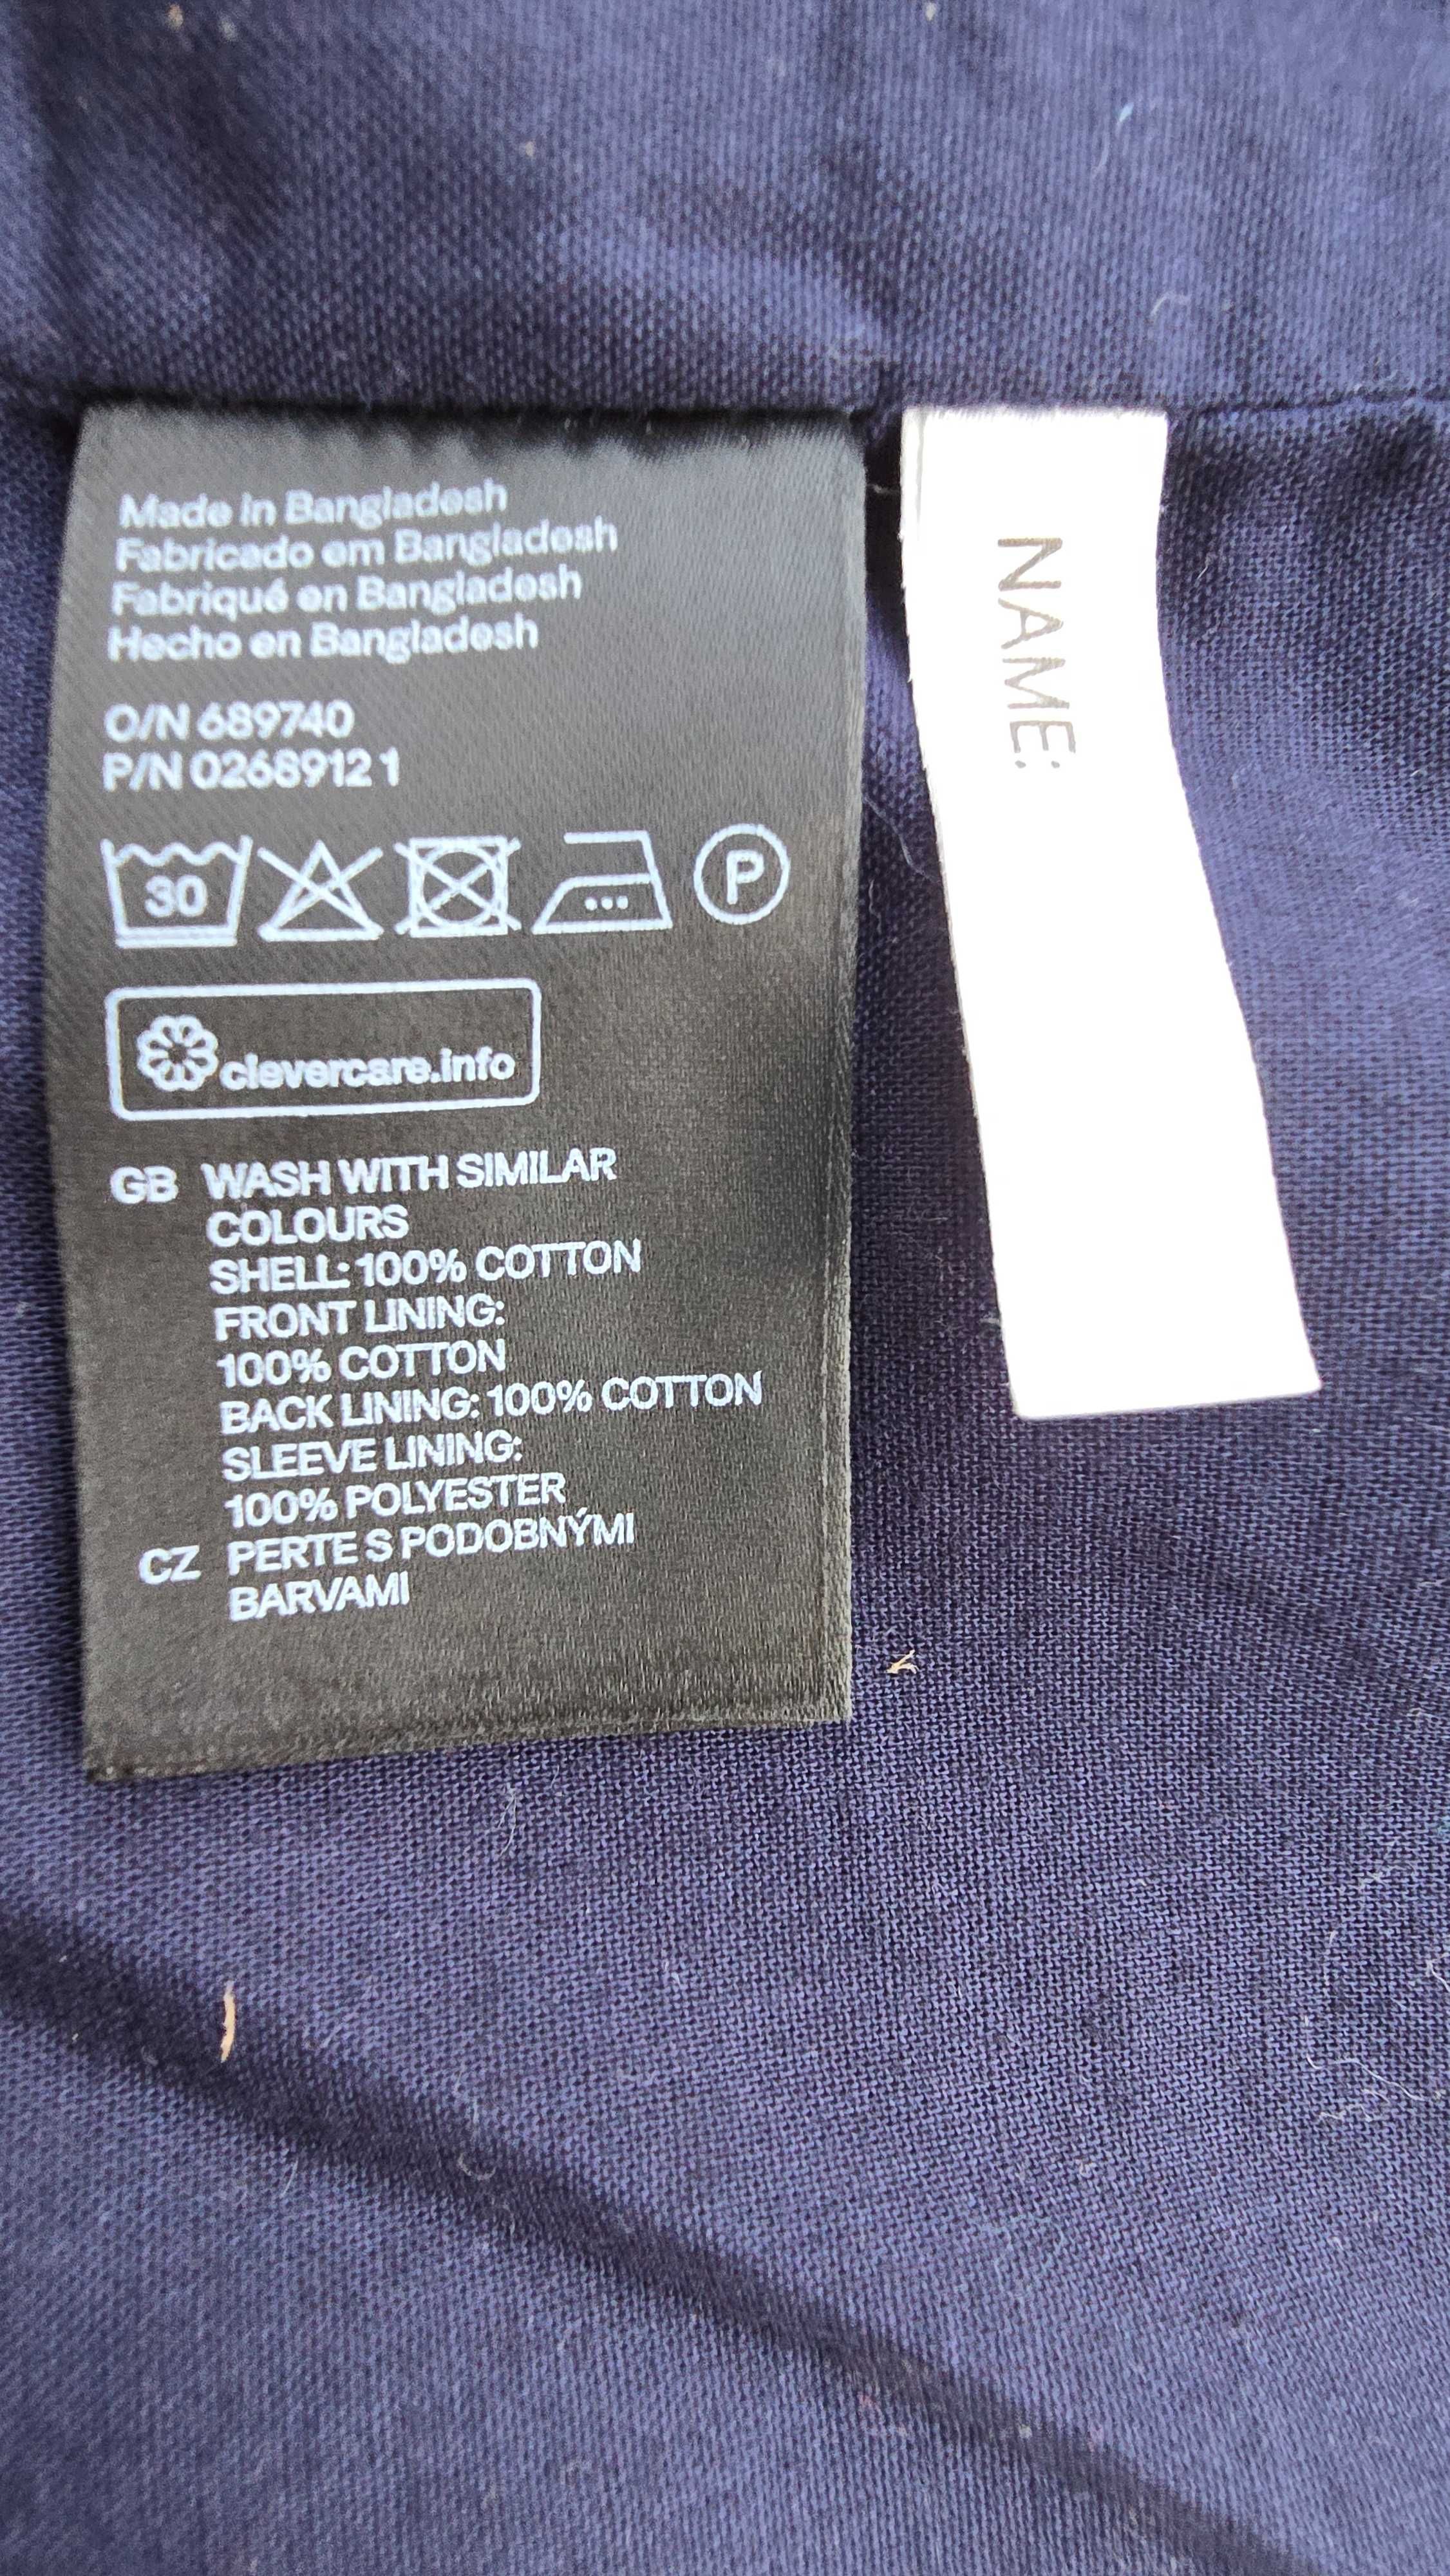 Made in Bangladesh
Fabricado em Bangladesh
Fabriqué en Bangladesh
Hecho en Bangladesh
O/N 689740
P/N 0268912 1
30
P
clevercare.info
GB WASH WITH SIMILAR
COLOURS
SHELL: 100% COTTON
FRONT LINING:
100% COTTON
BACK LINING: 100% COTTON
SLEEVE LINING:
100% POLYESTER
CZ PERTE S PODOBNÝMI
BARVAMI
NAME: